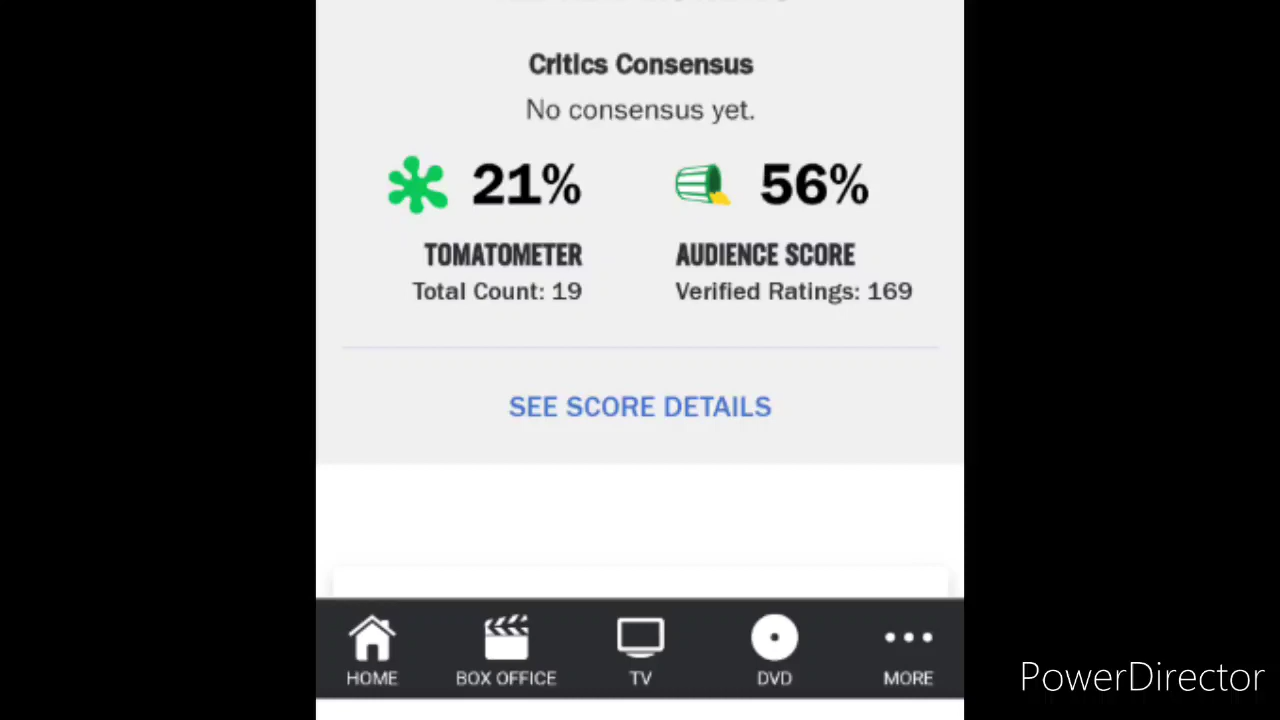 Critics Consensus
No consensus yet.
21% 56%
TOMATOMETER AUDIENCE SCORE
Total Count: 19 Verified Ratings: 169
SEE SCORE DETAILS
HOME BOX OFFICE TV DVD MORE
PowerDirector